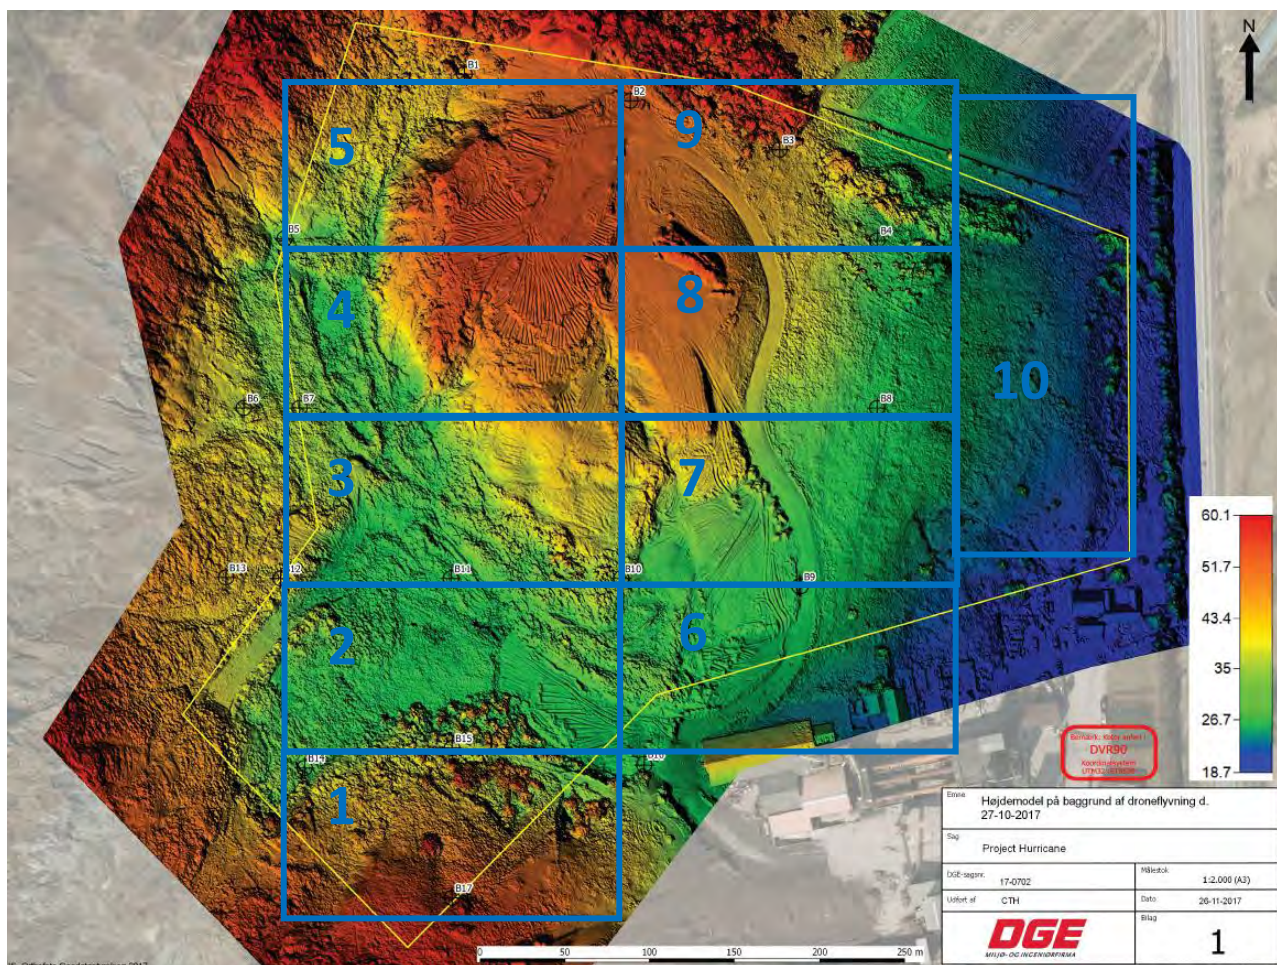 N
B1
B2
9
5
B3
B5
B4
4
8
10
B6
B7
B8
3
7
60.1
51.7
43.4
35
26.7
18.7
B13
B12
B11
B10
B9
2
6
B15
B14
B16
1
B17
DVR90
Emne
Højdemodel på baggrund af droneflyvning d.
27-10-2017
Sag
Project Hurricane
DGE-sagsnr.
17-0702
Målestok
1:2.000 (A3)
Udført af
CTH
Dato
26-11-2017
DGE
MILJØ- OG INGENIØRFIRMA
Bilag
1
0 50 100 150 200 250 m